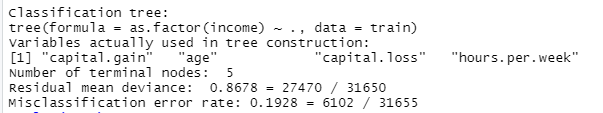 Classification tree:
tree(formula = as.factor(income) ~ ., data = train)
Variables actually used in tree construction:
[1] "capital.gain"   "age"            "capital.loss"   "hours.per.week"
Number of terminal nodes:  5
Residual mean deviance:  0.8678 = 27470 / 31650
Misclassification error rate: 0.1928 = 6102 / 31655